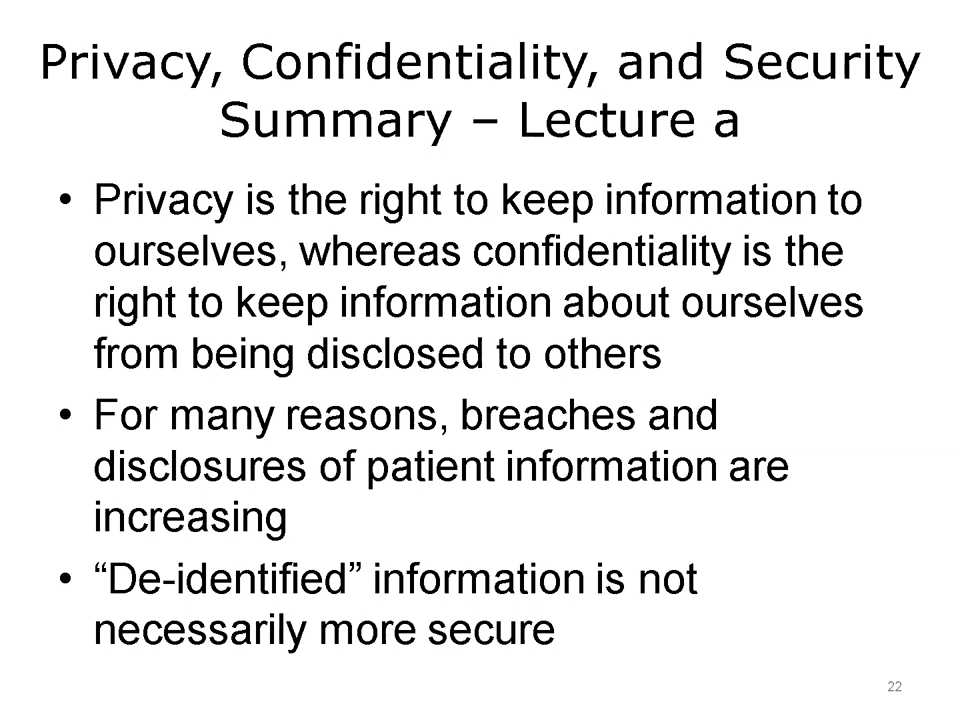 Privacy, Confidentiality, and Security
Summary – Lecture a
• Privacy is the right to keep information to
ourselves, whereas confidentiality is the
right to keep information about ourselves
from being disclosed to others
• For many reasons, breaches and
disclosures of patient information are
increasing
• “De-identified” information is not
necessarily more secure
22